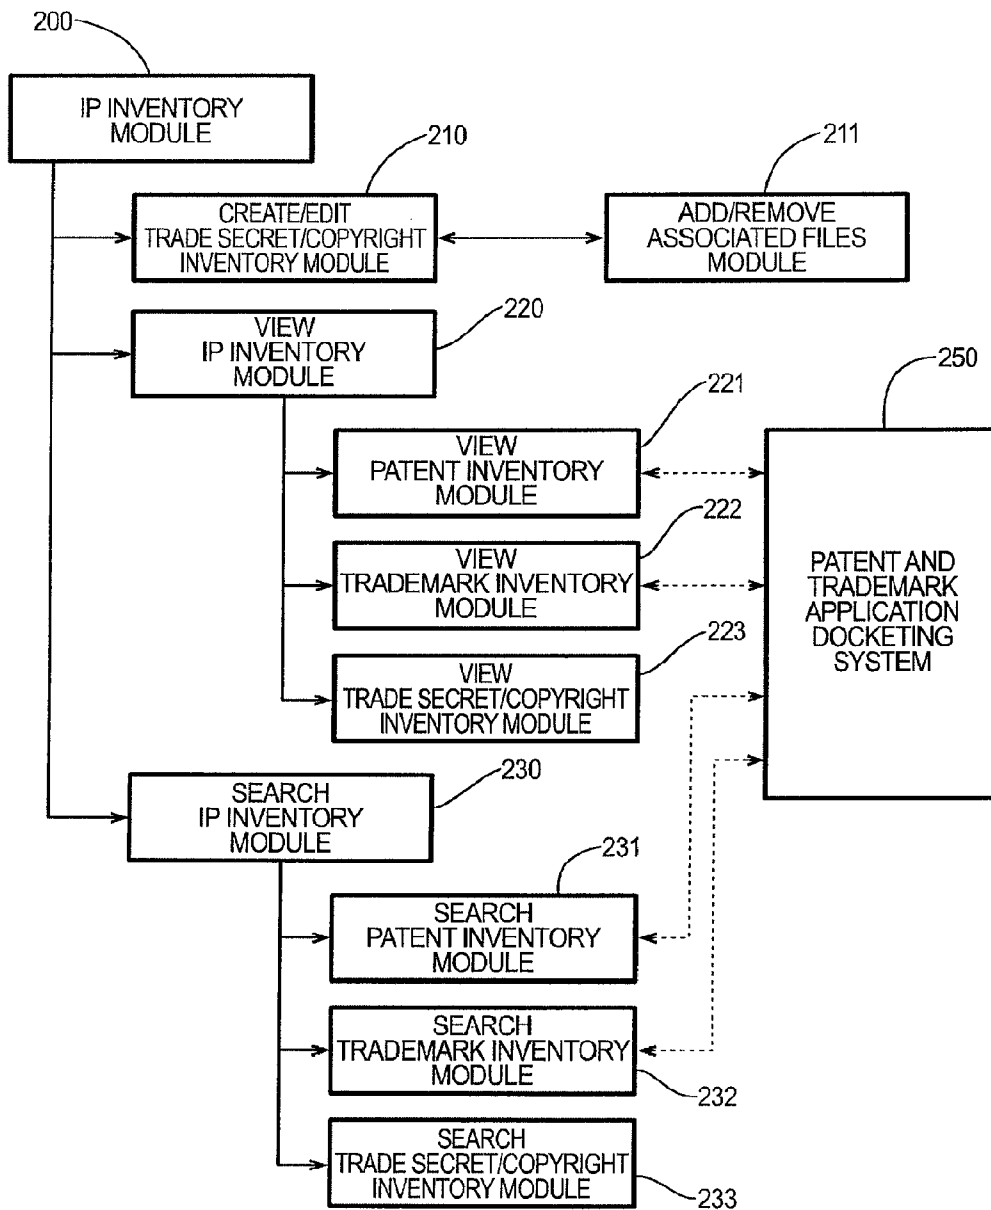 200
IP INVENTORY
MODULE
210
CREATE/EDIT
TRADE SECRET/COPYRIGHT
INVENTORY MODULE
211
ADD/REMOVE
ASSOCIATED FILES
MODULE
220
VIEW
IP INVENTORY
MODULE
221
VIEW
PATENT INVENTORY
MODULE
250
PATENT AND
TRADEMARK
APPLICATION
DOCKETING
SYSTEM
222
VIEW
TRADEMARK INVENTORY
MODULE
223
VIEW
TRADE SECRET/COPYRIGHT
INVENTORY MODULE
230
SEARCH
IP INVENTORY
MODULE
231
SEARCH
PATENT INVENTORY
MODULE
SEARCH
TRADEMARK INVENTORY
MODULE
232
SEARCH
TRADE SECRET/COPYRIGHT
INVENTORY MODULE
233